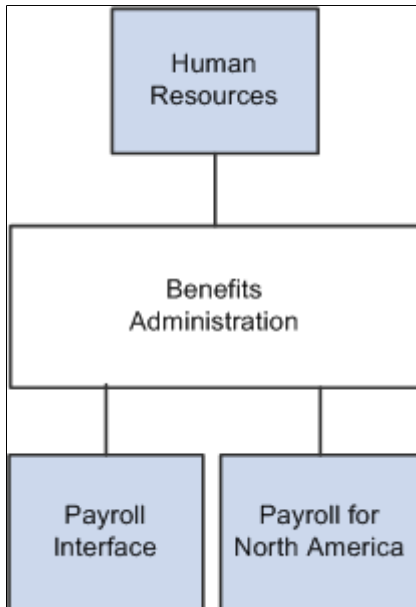 Human
Resources
Benefits
Administration
Payroll
Interface
Payroll for
North America